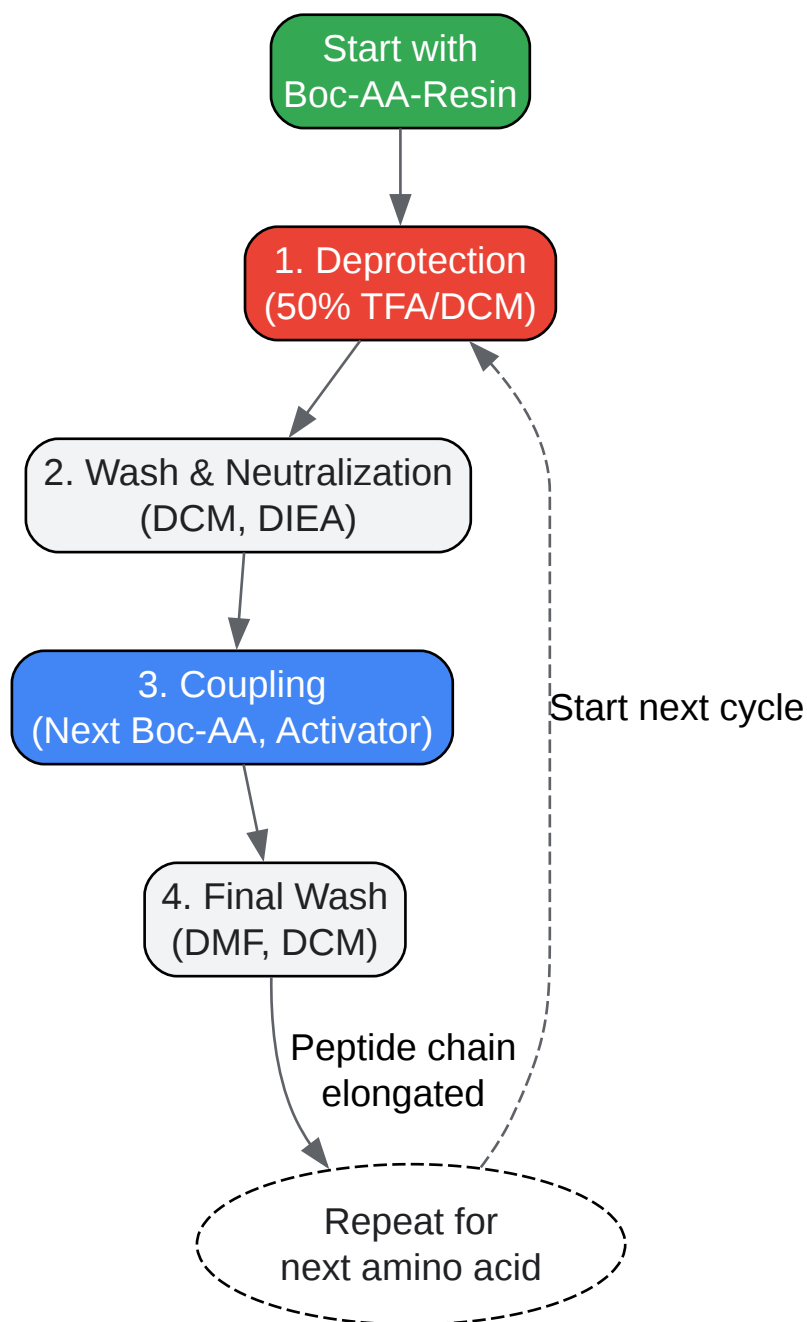 Start with
Boc-AA-Resin
1. Deprotection
(50% TFA/DCM)
2. Wash & Neutralization
(DCM, DIEA)
3. Coupling
(Next Boc-AA, Activator)
Start next cycle
4. Final Wash
(DMF, DCM)
Peptide chain
elongated
Repeat for
next amino acid